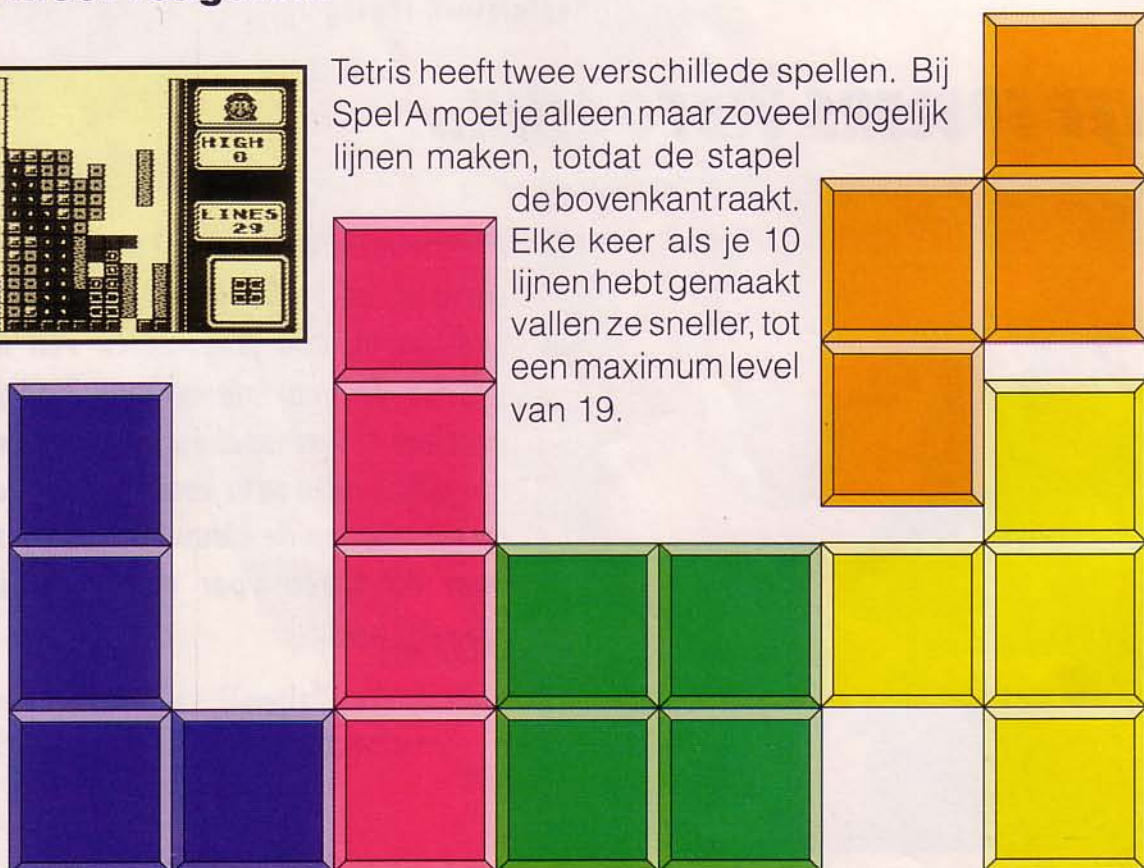 Tetris heeft twee verschillede spellen. Bij
Spel A moet je alleen maar zoveel mogelijk
lijnen maken, totdat de stapel
de bovenkant raakt.
Elke keer als je 10
lijnen hebt gemaakt
vallen ze sneller, tot
een maximum level
van 19.
HIGH
0
LINES
29